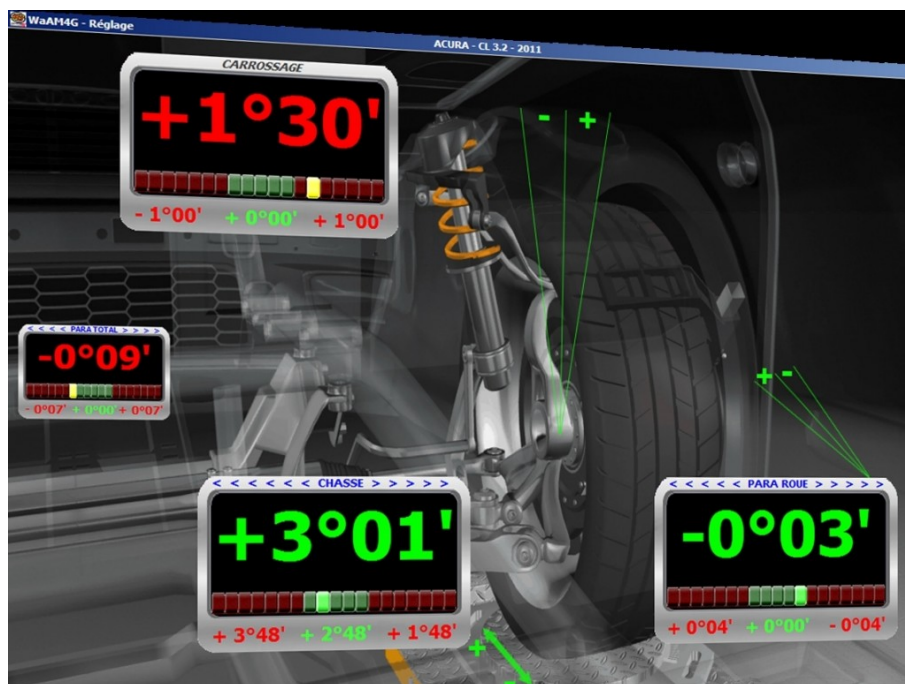 WaAM4G - Réglage
ACURA - CL 3.2 - 2011
CARROSSAGE
+1°30'
- 1°00' + 0°00' + 1°00'
- +
< < < < PARA TOTAL > > > >
-0°09'
- 0°07' + 0°00' + 0°07'
+ -
< < < < < < CHASSE > > > > > >
+3°01'
+ 3°48' + 2°48' + 1°48'
< < < < < PARA ROUE > > > > >
-0°03'
+ 0°04' + 0°00' - 0°04'
+
-